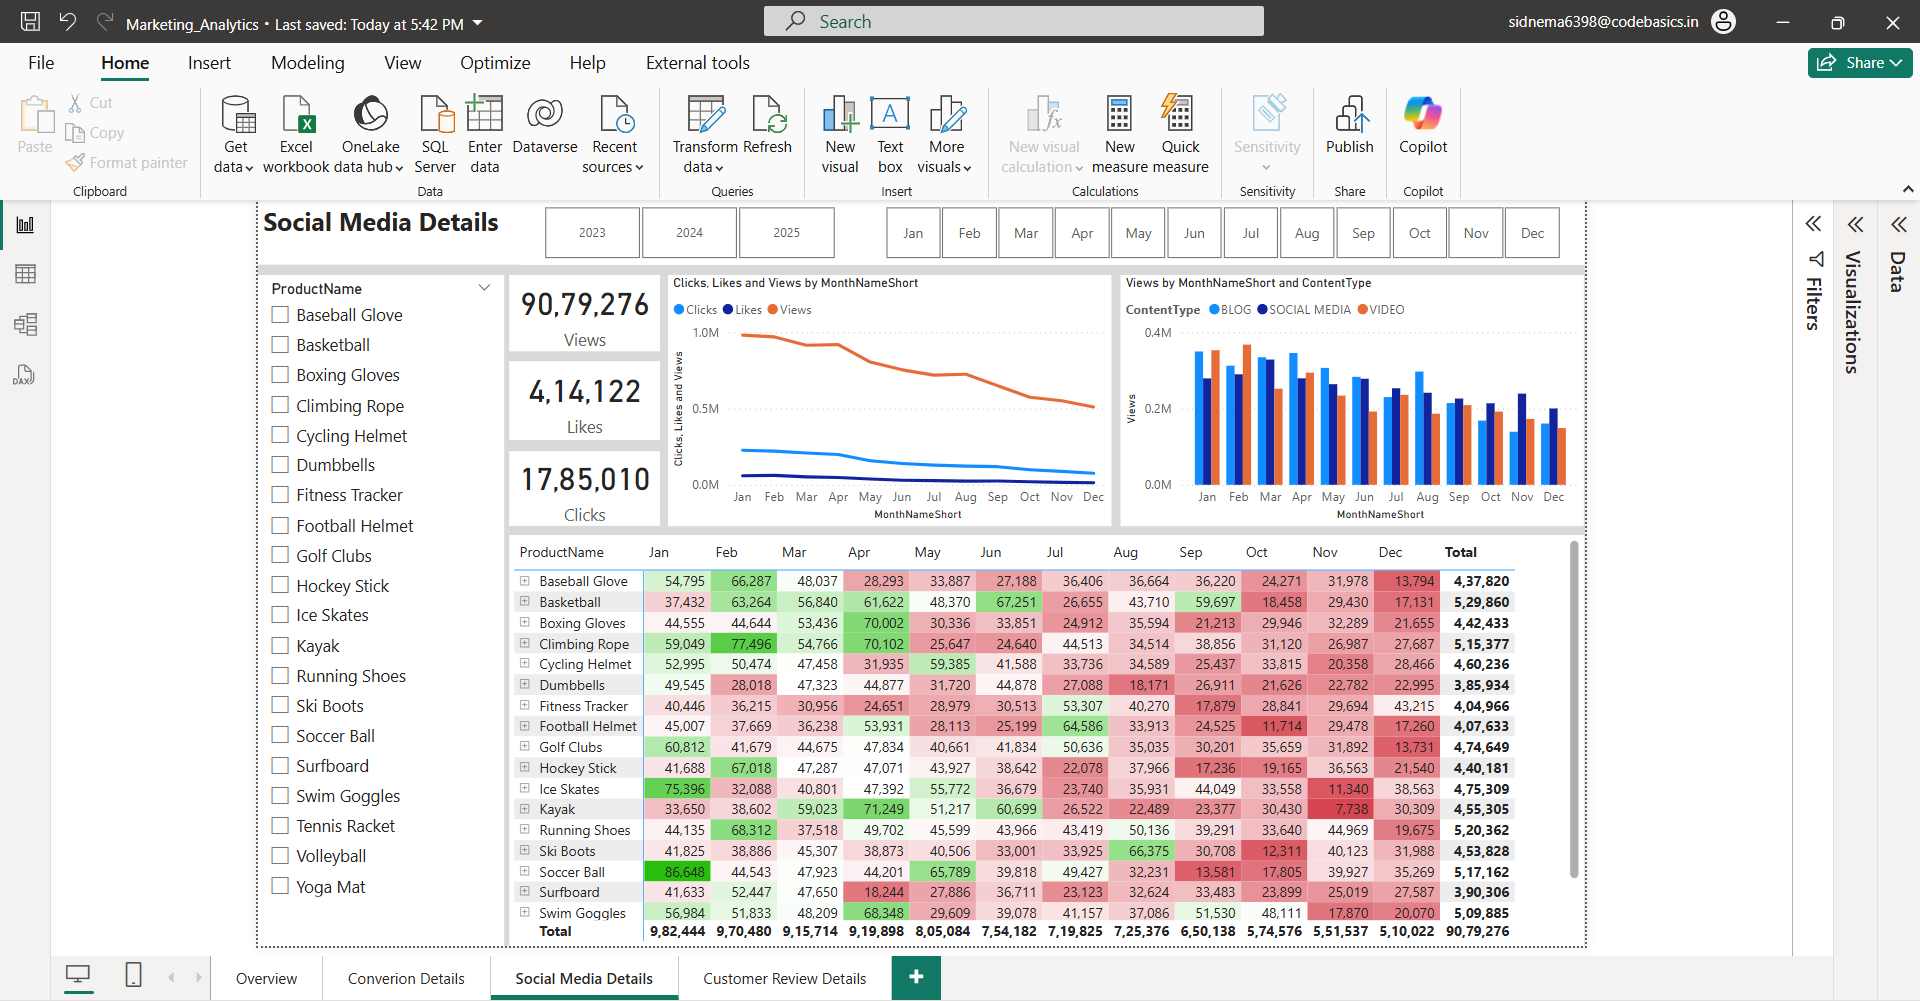 Marketing_Analytics • Last saved: Today at 5:42 PM
Search
sidnema6398@codebasics.in
File Home Insert Modeling View Optimize Help External tools
Share
Paste
Cut
Copy
Format painter
Clipboard
Get data
Excel workbook
OneLake data hub
SQL Server
Enter data
Dataverse
Recent sources
Data
Transform data
Refresh
Queries
New visual
Text box
More visuals
Insert
New visual calculation
New measure
Quick measure
Calculations
Sensitivity
Sensitivity
Publish
Share
Copilot
Copilot
DAX
Social Media Details
2023 2024 2025
Jan Feb Mar Apr May Jun Jul Aug Sep Oct Nov Dec
ProductName
Baseball Glove
Basketball
Boxing Gloves
Climbing Rope
Cycling Helmet
Dumbbells
Fitness Tracker
Football Helmet
Golf Clubs
Hockey Stick
Ice Skates
Kayak
Running Shoes
Ski Boots
Soccer Ball
Surfboard
Swim Goggles
Tennis Racket
Volleyball
Yoga Mat
90,79,276
Views
4,14,122
Likes
17,85,010
Clicks
Clicks, Likes and Views by MonthNameShort
Clicks Likes Views
Clicks, Likes and Views
1.0M
0.5M
0.0M
Jan Feb Mar Apr May Jun Jul Aug Sep Oct Nov Dec
MonthNameShort
Views by MonthNameShort and ContentType
ContentType BLOG SOCIAL MEDIA VIDEO
Views
0.4M
0.2M
0.0M
Jan Feb Mar Apr May Jun Jul Aug Sep Oct Nov Dec
MonthNameShort
ProductName Jan Feb Mar Apr May Jun Jul Aug Sep Oct Nov Dec Total
Baseball Glove 54,795 66,287 48,037 28,293 33,887 27,188 36,406 36,664 36,220 24,271 31,978 13,794 4,37,820
Basketball 37,432 63,264 56,840 61,622 48,370 67,251 26,655 43,710 59,697 18,458 29,430 17,131 5,29,860
Boxing Gloves 44,555 44,644 53,436 70,002 30,336 33,851 24,912 35,594 21,213 29,946 32,289 21,655 4,42,433
Climbing Rope 59,049 77,496 54,766 70,102 25,647 24,640 44,513 34,514 38,856 31,120 26,987 27,687 5,15,377
Cycling Helmet 52,995 50,474 47,458 31,935 59,385 41,588 33,736 34,589 25,437 33,815 20,358 28,466 4,60,236
Dumbbells 49,545 28,018 47,323 44,877 31,720 44,878 27,088 18,171 26,911 21,626 22,782 22,995 3,85,934
Fitness Tracker 40,446 36,215 30,956 24,651 28,979 30,513 53,307 40,270 17,879 28,841 29,694 43,215 4,04,966
Football Helmet 45,007 37,669 36,238 53,931 28,113 25,199 64,586 33,913 24,525 11,714 29,478 17,260 4,07,633
Golf Clubs 60,812 41,679 44,675 47,834 40,661 41,834 50,636 35,035 30,201 35,659 31,892 13,731 4,74,649
Hockey Stick 41,688 67,018 47,287 47,071 43,927 38,642 22,078 37,966 17,236 19,165 36,563 21,540 4,40,181
Ice Skates 75,396 32,088 40,801 47,392 55,772 36,679 23,740 35,931 44,049 33,558 11,340 38,563 4,75,309
Kayak 33,650 38,602 59,023 71,249 51,217 60,699 26,522 22,489 23,377 30,430 7,738 30,309 4,55,305
Running Shoes 44,135 68,312 37,518 49,702 45,599 43,966 43,419 50,136 39,291 33,640 44,969 19,675 5,20,362
Ski Boots 41,825 38,886 45,307 38,873 40,506 33,001 33,925 66,375 30,708 12,311 40,123 31,988 4,53,828
Soccer Ball 86,648 44,543 47,923 44,201 65,789 39,818 49,427 32,231 13,581 17,805 39,927 35,269 5,17,162
Surfboard 41,633 52,447 47,650 18,244 27,886 36,711 23,123 32,624 33,483 23,899 25,019 27,587 3,90,306
Swim Goggles 56,984 51,833 48,209 68,348 29,609 39,078 41,157 37,086 51,530 48,111 17,870 20,070 5,09,885
Total 9,82,444 9,70,480 9,15,714 9,19,898 8,05,084 7,54,182 7,19,825 7,25,376 6,50,138 5,74,576 5,51,537 5,10,022 90,79,276
Filters
Visualizations
Data
Overview Converion Details Social Media Details Customer Review Details